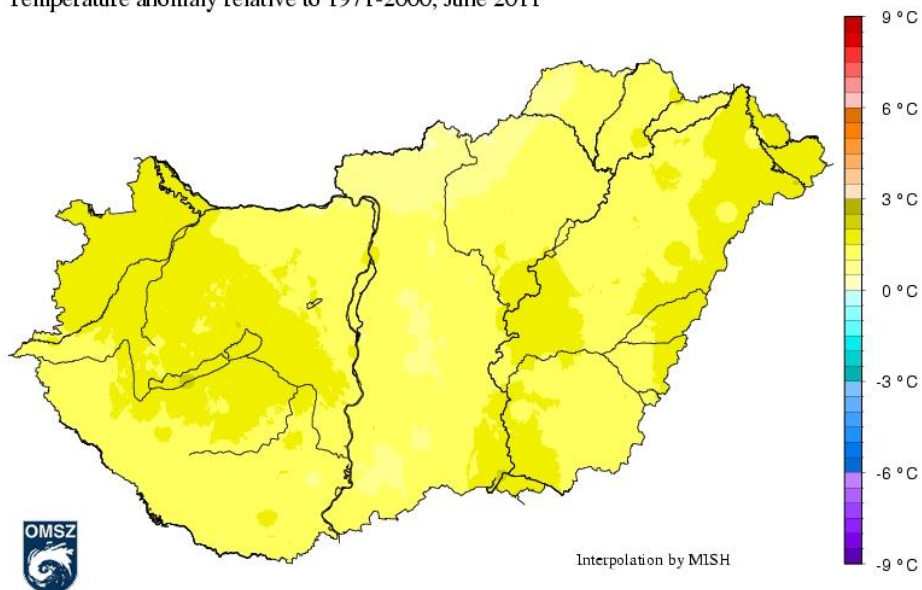 Temperature anomaly relative to 1971-2000, June 2011
9 °C
6 °C
3 °C
0 °C
-3 °C
-6 °C
-9 °C
OMSZ
Interpolation by MISH